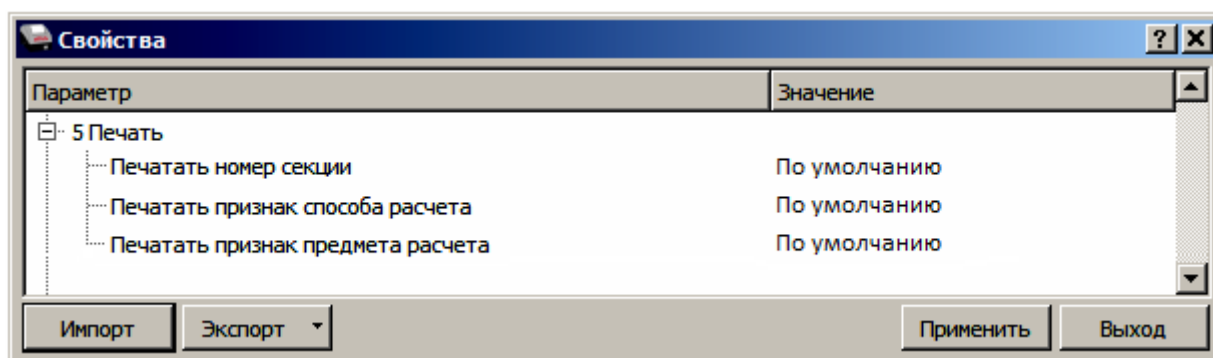 Свойства
Параметр Значение
5 Печать
Печатать номер секции По умолчанию
Печатать признак способа расчета По умолчанию
Печатать признак предмета расчета По умолчанию
Импорт Экспорт Применить Выход